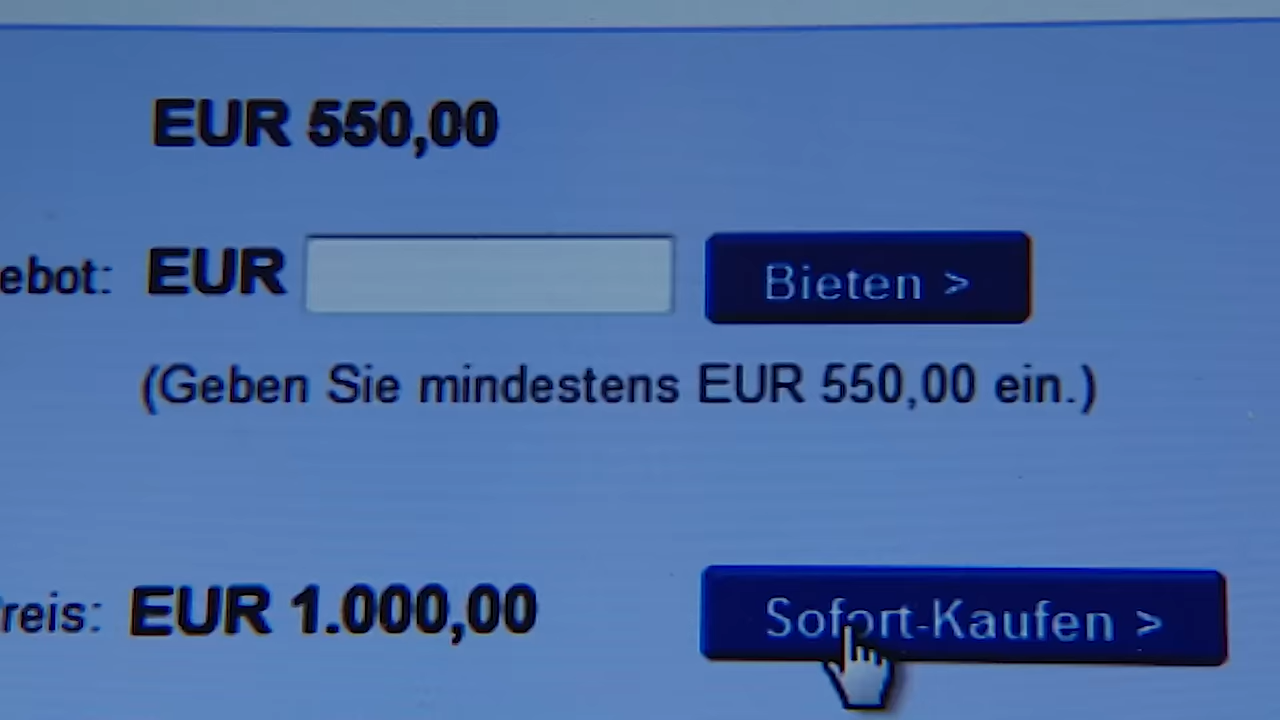 EUR 550,00
ebot: EUR Bieten >
(Geben Sie mindestens EUR 550,00 ein.)
reis: EUR 1.000,00 Sofort-Kaufen >